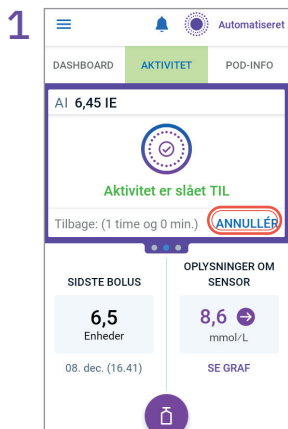 1
Automatiseret
DASHBOARD AKTIVITET POD-INFO
AI 6,45 IE
Aktivitet er slået TIL
Tilbage: (1 time og 0 min.) ANNULLÉR
SIDSTE BOLUS
OPLYSNINGER OM
SENSOR
6,5
Enheder
8,6
mmol/L
08. dec. (16.41)
SE GRAF